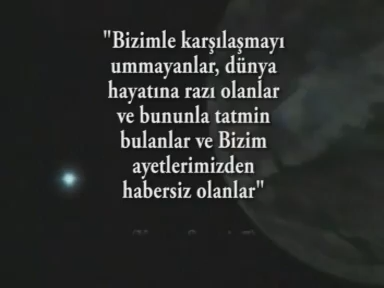 "Bizimle karşılaşmayı
ummayanlar, dünya
hayatına razı olanlar
ve bununla tatmin
bulanlar ve Bizim
ayetlerimizden
habersiz olanlar"